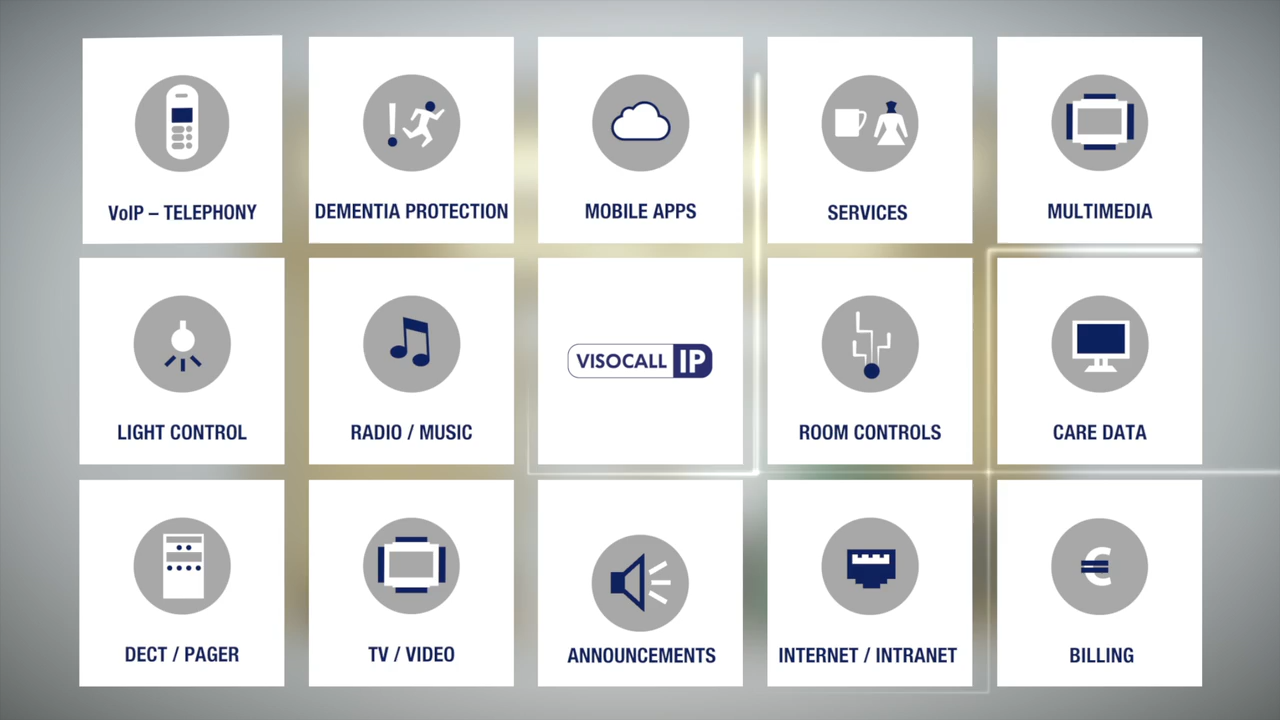 VoIP – TELEPHONY
DEMENTIA PROTECTION
MOBILE APPS
SERVICES
MULTIMEDIA
LIGHT CONTROL
RADIO / MUSIC
VISOCALL IP
ROOM CONTROLS
CARE DATA
DECT / PAGER
TV / VIDEO
ANNOUNCEMENTS
INTERNET / INTRANET
BILLING